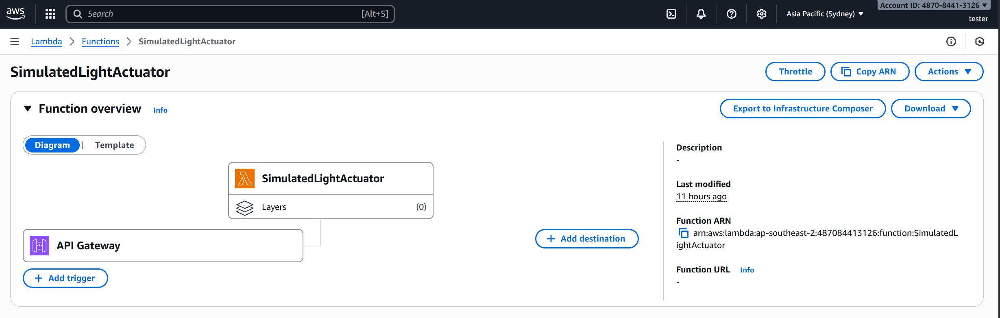 aws
Search [Alt+S]
Asia Pacific (Sydney)
Account ID: 4870-8441-3126
tester
Lambda
Functions
SimulatedLightActuator
SimulatedLightActuator
Throttle
Copy ARN
Actions
Function overview
Info
Export to Infrastructure Composer
Download
Diagram | Template
SimulatedLightActuator
Layers (0)
API Gateway
+ Add trigger
+ Add destination
Description
-
Last modified
11 hours ago
Function ARN
arn:aws:lambda:ap-southeast-2:487084413126:function:SimulatedL
ightActuator
Function URL
Info
-